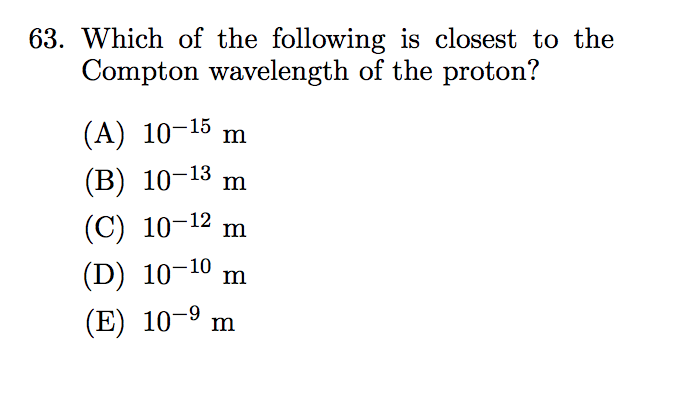 63. Which of the following is closest to the
Compton wavelength of the proton?
(A) 10⁻¹⁵ m
(B) 10⁻¹³ m
(C) 10⁻¹² m
(D) 10⁻¹⁰ m
(E) 10⁻⁹ m